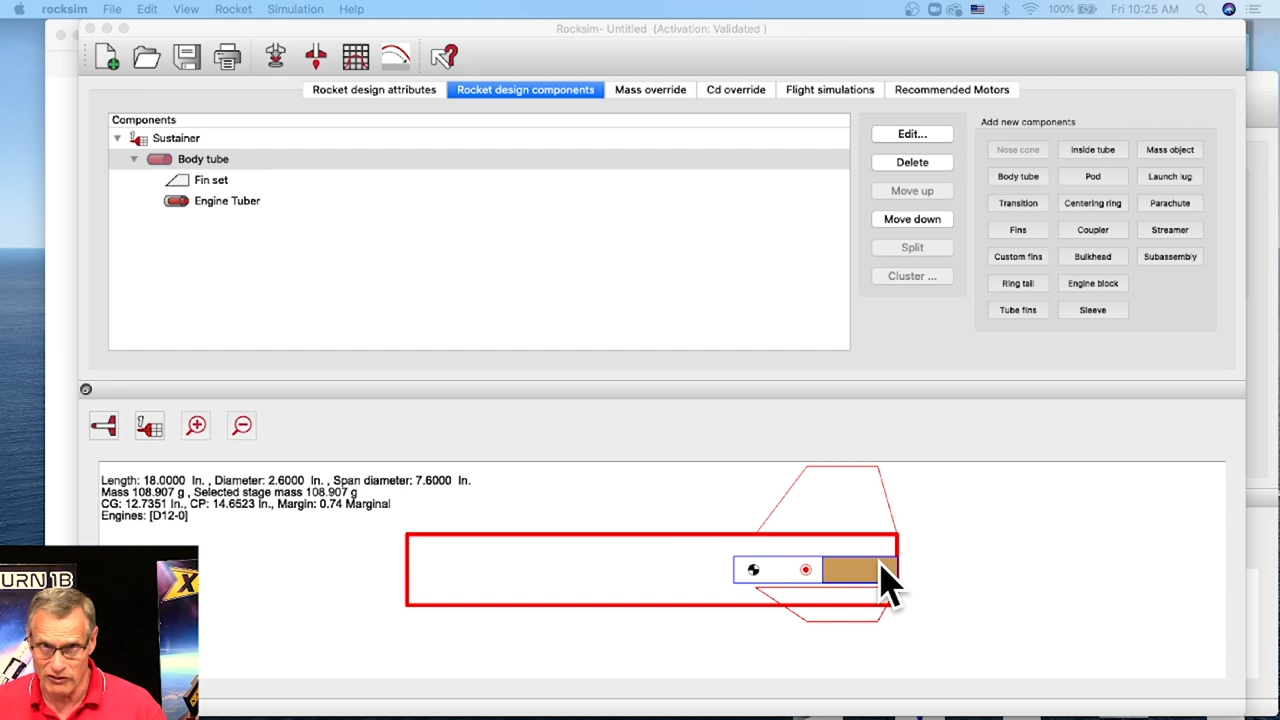 rocksim File Edit View Rocket Simulation Help 100% Fri 10:25 AM
Rocksim- Untitled (Activation: Validated )
Rocket design attributes Rocket design components Mass override Cd override Flight simulations Recommended Motors
Components
Sustainer
Body tube
Fin set
Engine Tuber
Edit...
Delete
Move up
Move down
Split
Cluster ...
Add new components
Nose cone Inside tube Mass object
Body tube Pod Launch lug
Transition Centering ring Parachute
Fins Coupler Streamer
Custom fins Bulkhead Subassembly
Ring tail Engine block
Tube fins Sleeve
Length: 18.0000 In. , Diameter: 2.6000 In. , Span diameter: 7.6000 In.
Mass 108.907 g , Selected stage mass 108.907 g
CG: 12.7351 In., CP: 14.6523 In., Margin: 0.74 Marginal
Engines: [D12-0]
URN 1B
X